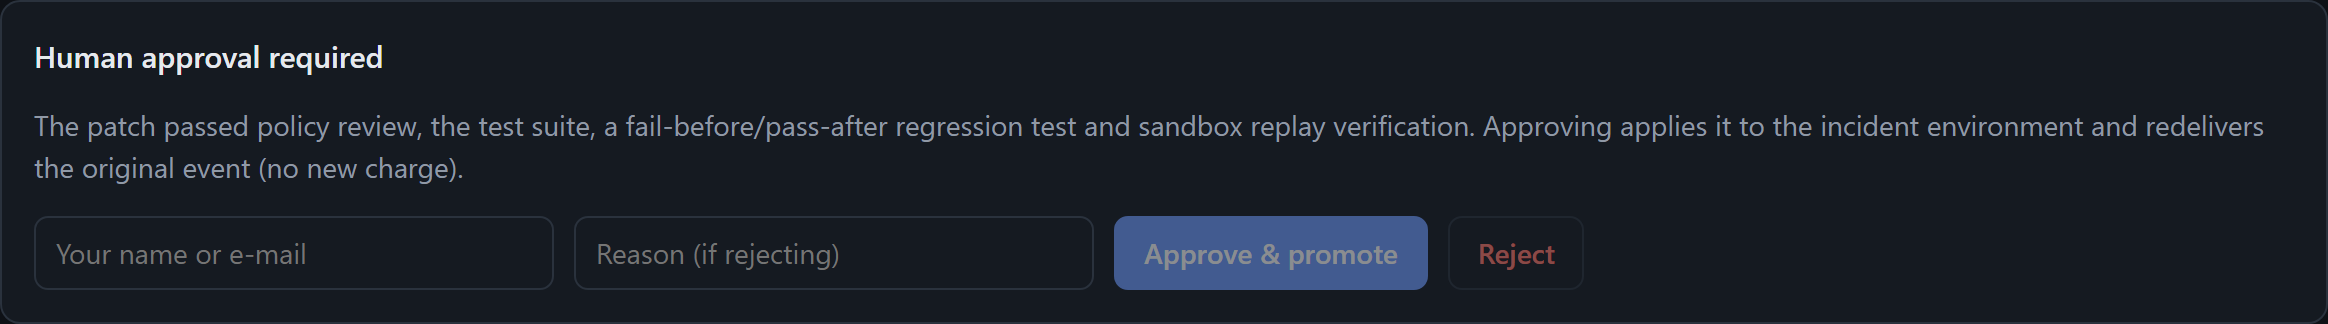 Human approval required
The patch passed policy review, the test suite, a fail-before/pass-after regression test and sandbox replay verification. Approving applies it to the incident environment and redelivers
the original event (no new charge).
Your name or e-mail
Reason (if rejecting)
Approve & promote
Reject